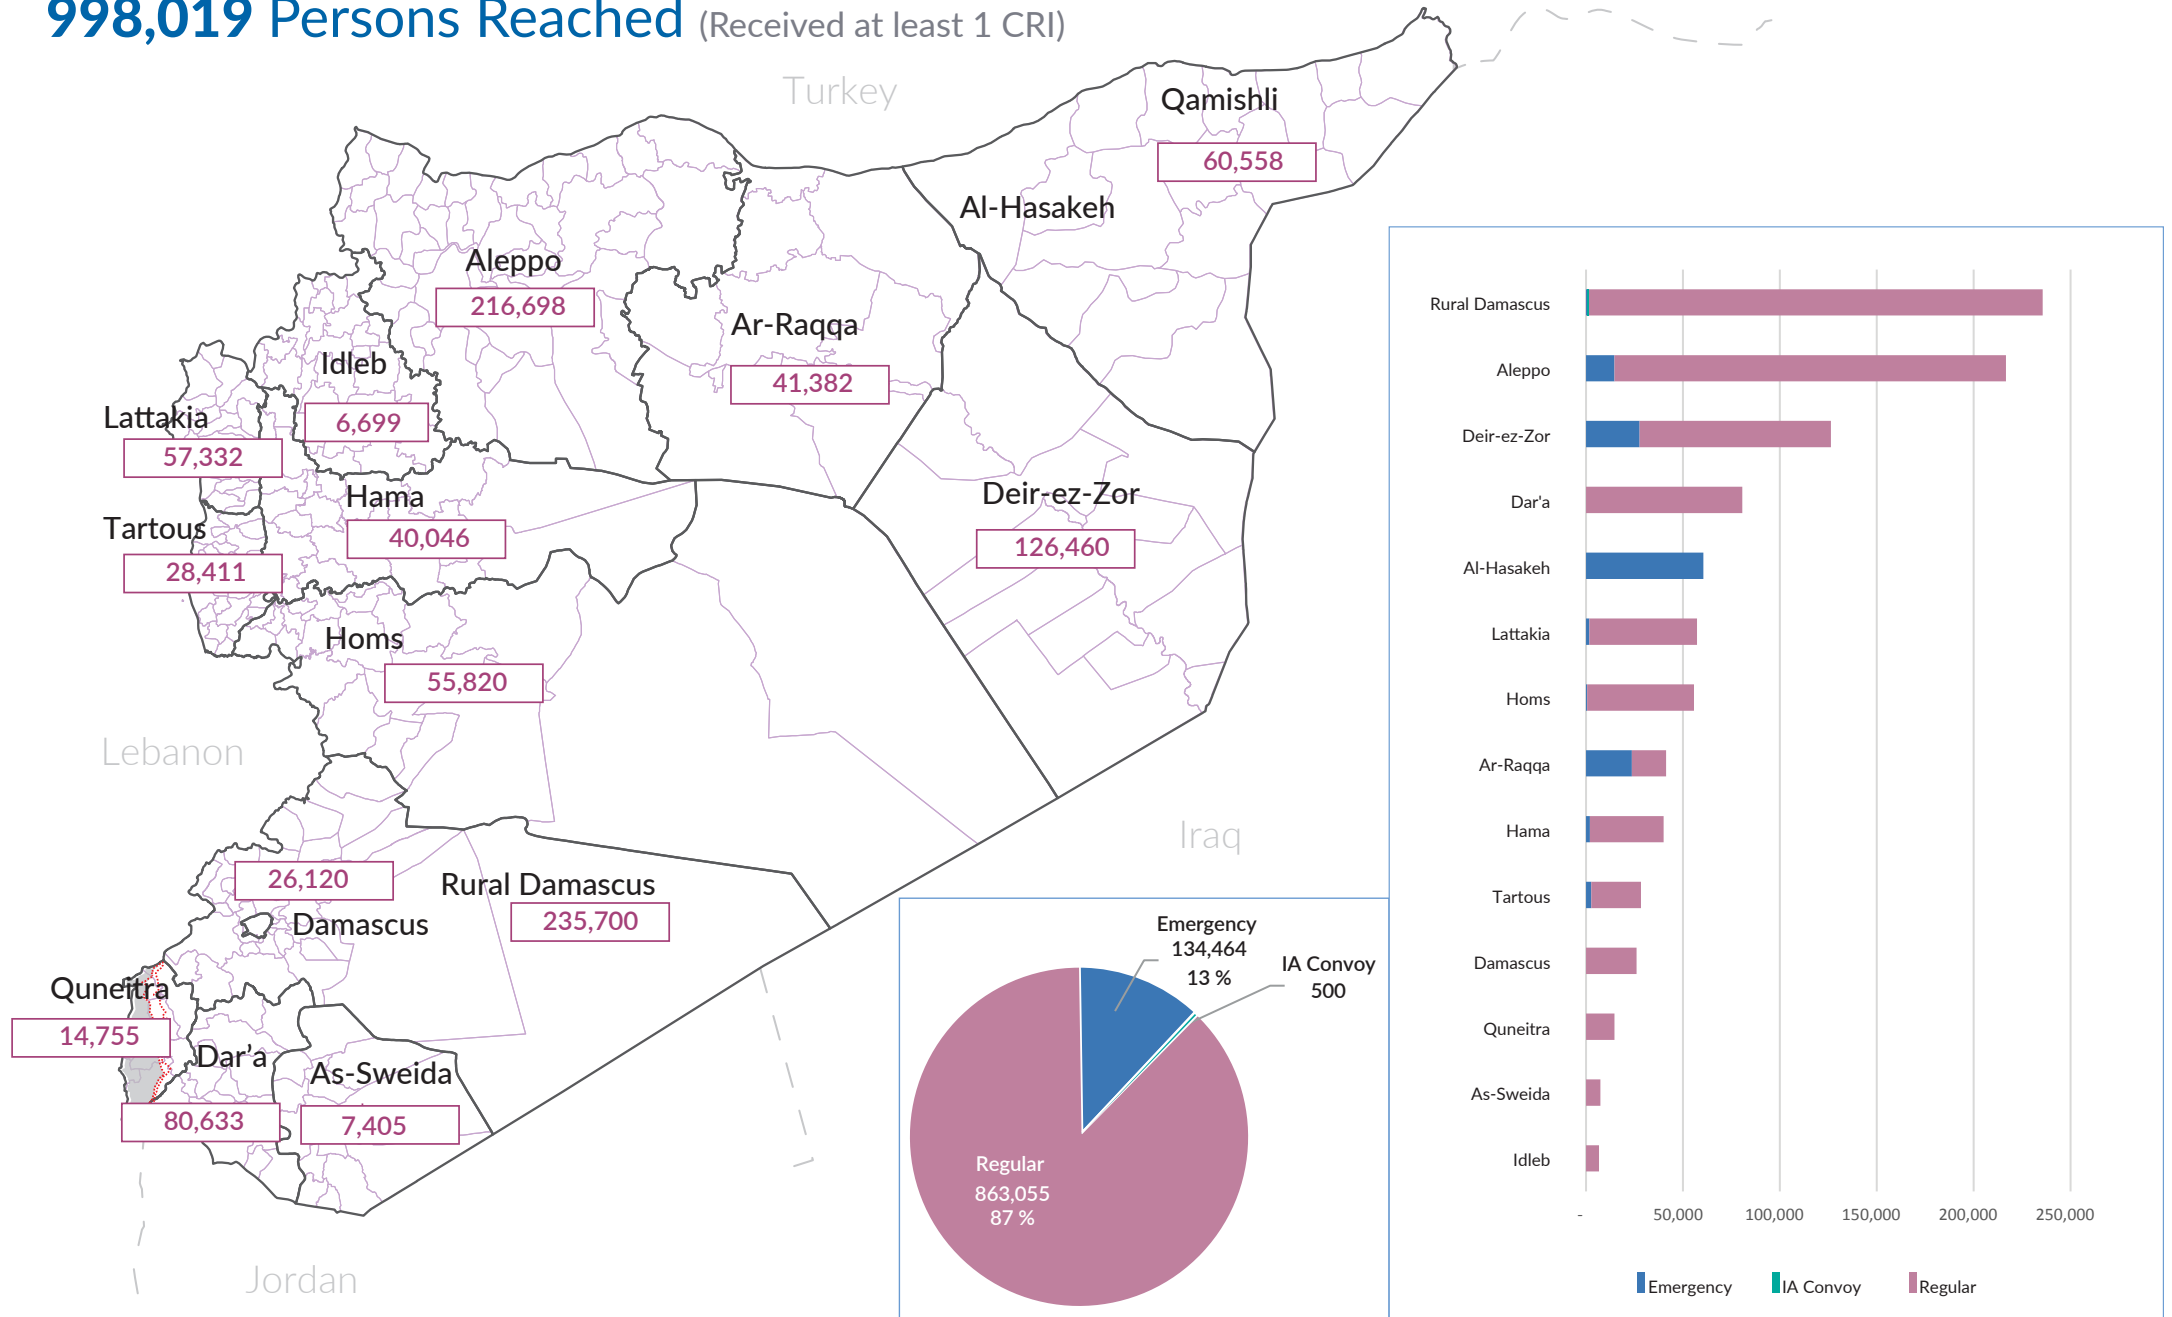 998,019 Persons Reached (Received at least 1 CRI)
Turkey
Qamishli
60,558
Al-Hasakeh
Aleppo
216,698
Ar-Raqqa
41,382
Idleb
6,699
Lattakia
57,332
Hama
40,046
Deir-ez-Zor
126,460
Tartous
28,411
Homs
55,820
Lebanon
Iraq
26,120
Damascus
Rural Damascus
235,700
Quneitra
14,755
Dar’a
80,633
As-Sweida
7,405
Jordan
Emergency
134,464
13 %
IA Convoy
500
Regular
863,055
87 %
Rural Damascus
Aleppo
Deir-ez-Zor
Dar'a
Al-Hasakeh
Lattakia
Homs
Ar-Raqqa
Hama
Tartous
Damascus
Quneitra
As-Sweida
Idleb
- 50,000 100,000 150,000 200,000 250,000
Emergency IA Convoy Regular